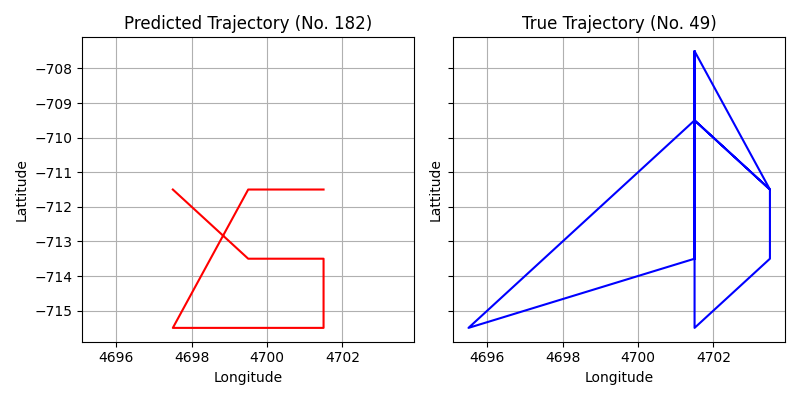 Predicted Trajectory (No. 182)
True Trajectory (No. 49)
Lattitude
−708
−709
−710
−711
−712
−713
−714
−715
4696 4698 4700 4702
Longitude
Lattitude
4696 4698 4700 4702
Longitude